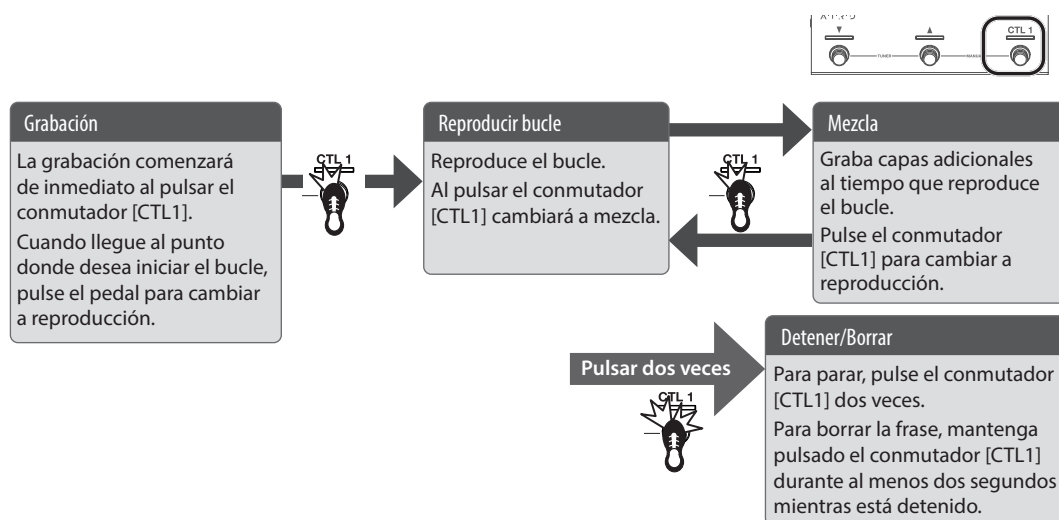 CTL 1
TUNER
Grabación
La grabación comenzará
de inmediato al pulsar el
conmutador [CTL1].
Cuando llegue al punto
donde desea iniciar el bucle,
pulse el pedal para cambiar
a reproducción.
CTL 1
Reproducir bucle
Reproduce el bucle.
Al pulsar el conmutador
[CTL1] cambiará a mezcla.
CTL 1
Mezcla
Graba capas adicionales
al tiempo que reproduce
el bucle.
Pulse el conmutador
[CTL1] para cambiar a
reproducción.
Pulsar dos veces
CTL 1
Detener/Borrar
Para parar, pulse el conmutador
[CTL1] dos veces.
Para borrar la frase, mantenga
pulsado el conmutador [CTL1]
durante al menos dos segundos
mientras está detenido.